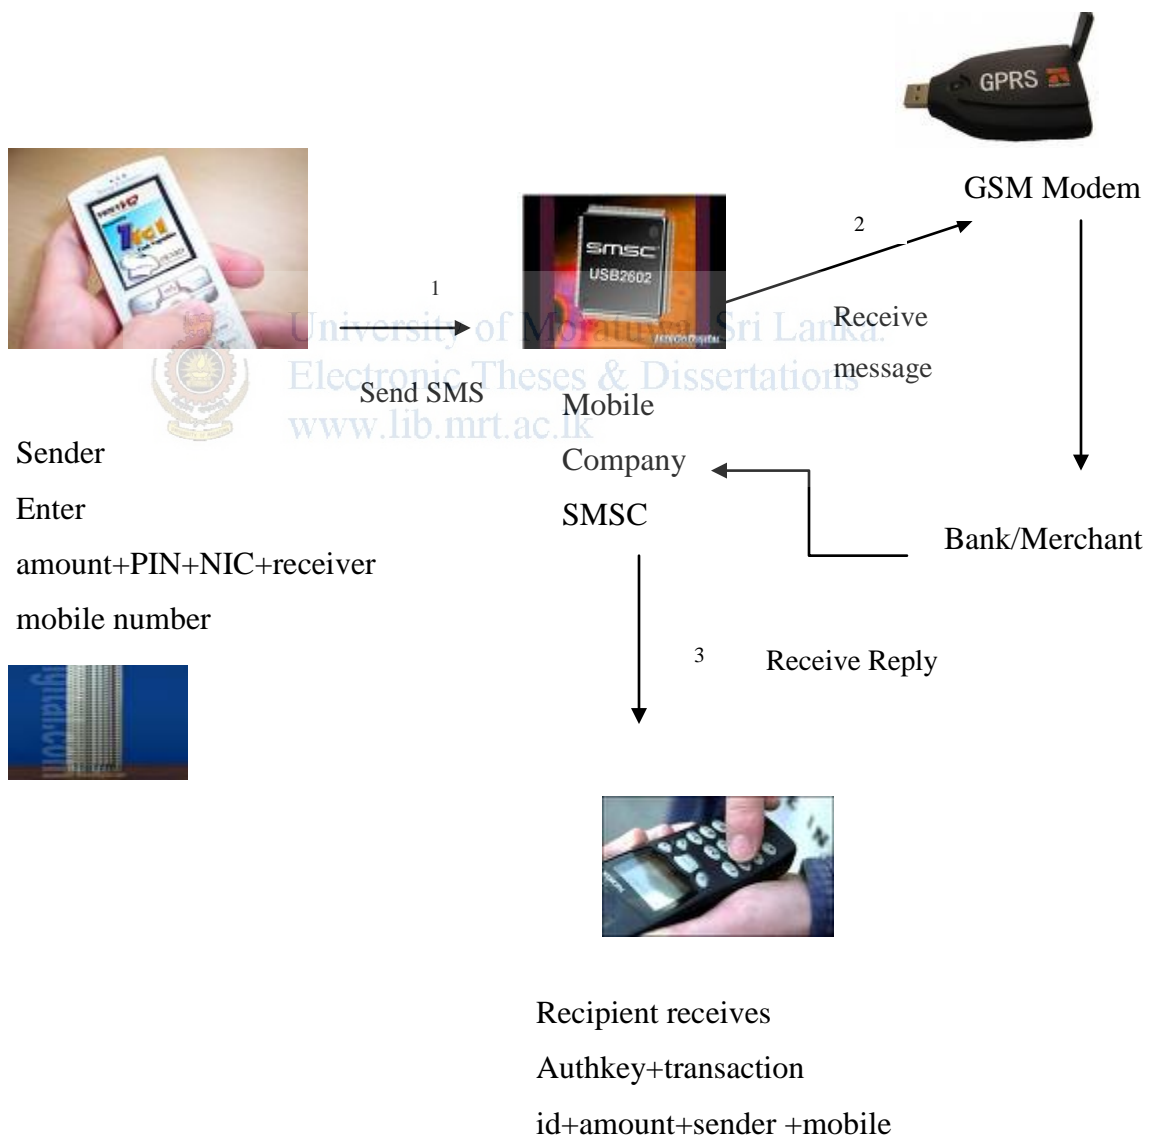 GPRS
GSM Modem
smsc
USB2602
1
2
Send SMS
Receive
message
University of Moratuwa, Sri Lanka.
Electronic Theses & Dissertations
www.lib.mrt.ac.lk
Mobile
Company
SMSC
Sender
Enter
amount+PIN+NIC+receiver
mobile number
Bank/Merchant
3
Receive Reply
Recipient receives
Authkey+transaction
id+amount+sender +mobile